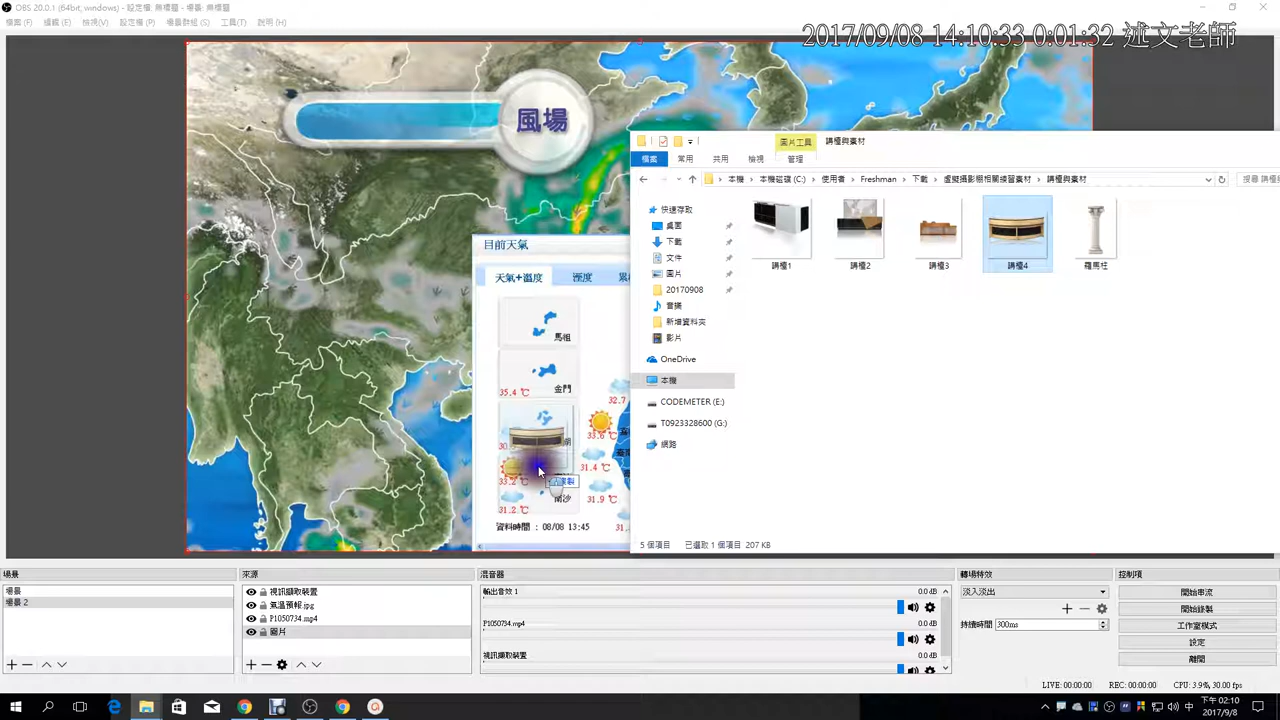 OBS 20.0.1 (64bit, windows) - 設定檔: 無標題 - 場景: 無標題
檔案(F) 編輯(E) 檢視(V) 設定檔(P) 場景群組(S) 工具(T) 說明(H)
2017/09/08 14:10:33 0:01:32 述文老師
風場
圖片工具 講檯與素材
檔案 常用 共用 檢視 管理
本機 本機磁碟 (C:) 使用者 Freshman 下載 虛擬攝影棚相關練習素材 講檯與素材
快速存取
桌面
下載
文件
圖片
20170908
音樂
新增資料夾
影片
OneDrive
本機
CODEMETER (E:)
T0923328600 (G:)
網路
講檯1 講檯2 講檯3 講檯4 羅馬柱
5 個項目 已選取 1 個項目 207 KB
目前天氣
天氣+溫度 濕度
馬祖
35.4 ℃ 金門
32.7
33.6 ℃
31.4 ℃
33.2 ℃
南沙
31.2 ℃
31.9 ℃
資料時間 : 08/08 13:45
場景 來源 混音器 轉場特效 控制項
場景
場景 2
視訊擷取裝置
氣溫預報.jpg
P1050734.mp4
圖片
輸出音效 1 0.0 dB
P1050734.mp4 0.0 dB
視訊擷取裝置 0.0 dB
淡入淡出
持續時間 300ms
開始串流
開始錄製
工作室模式
設定
離開
LIVE: 00:00:00 REC: 00:00:00 CPU: 3.9%, 30.00 fps
中 下午 02:10
2017/9/8